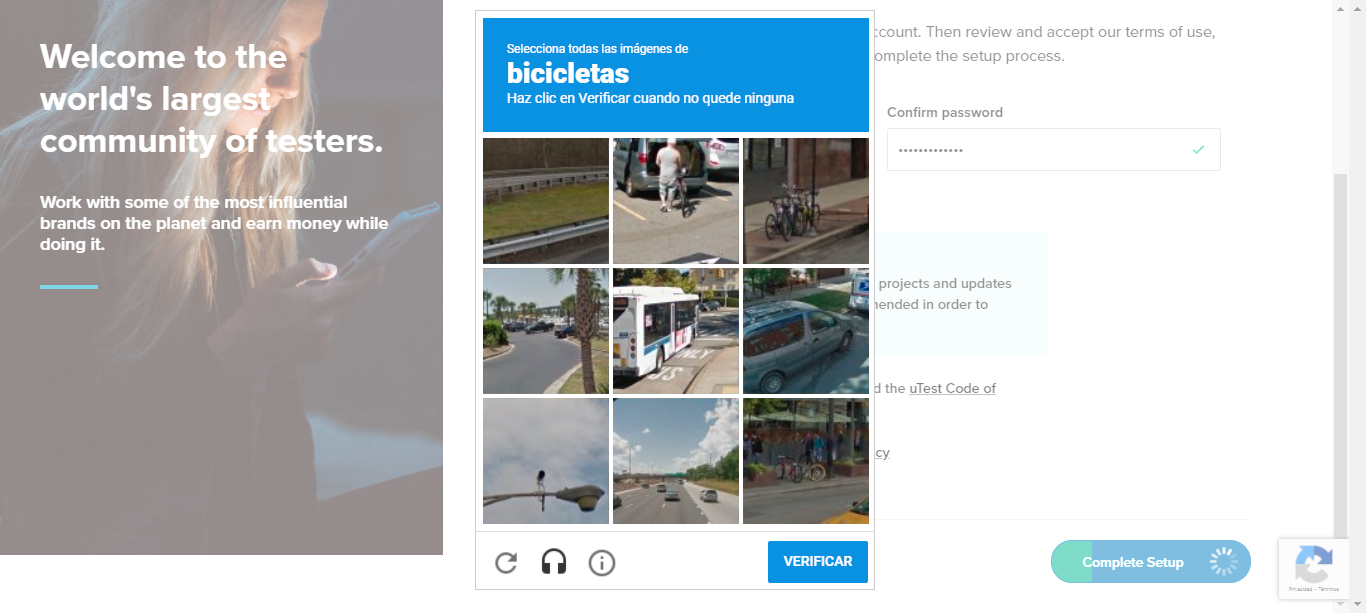 Welcome to the
world's largest
community of testers.
Work with some of the most influential
brands on the planet and earn money while
doing it.
Selecciona todas las imágenes de
bicicletas
Haz clic en Verificar cuando no quede ninguna
ONLY
US
VERIFICAR
ccount. Then review and accept our terms of use,
omplete the setup process.
Confirm password
•••••••••••••
projects and updates
mended in order to
d the uTest Code of
cy
Complete Setup
Privacidad - Términos